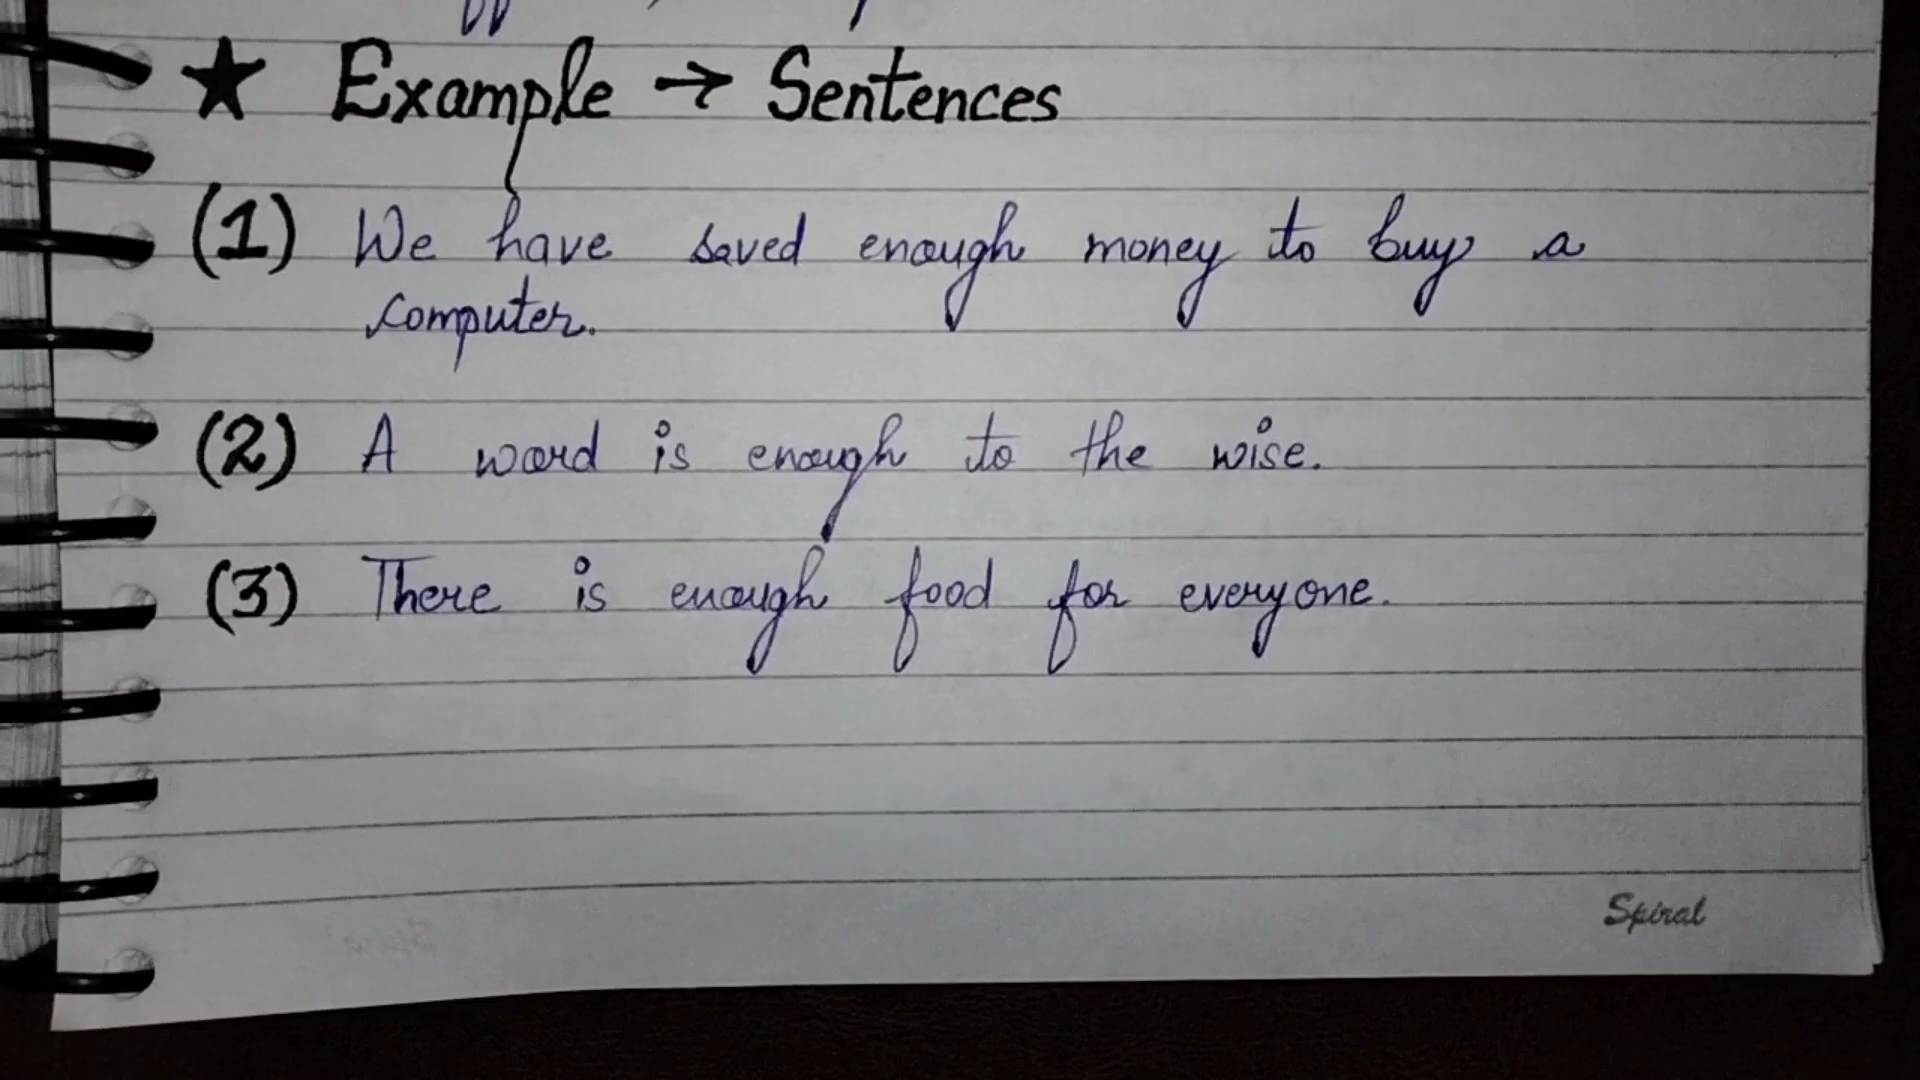 ★ Example → Sentences
(1) We have saved enough money to buy a
computer.
(2) A word is enough to the wise.
(3) There is enough food for everyone.
Spiral